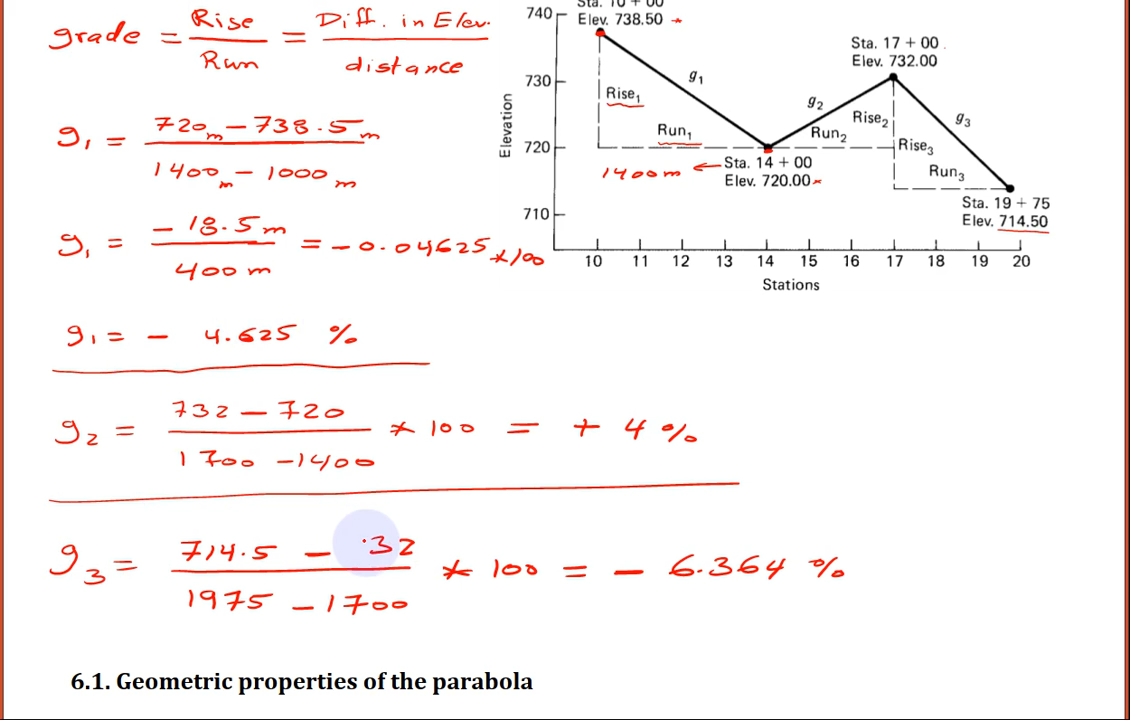 grade = Rise / Run = Diff. in Elev. / distance
g1 = 720m - 738.5m / 1400m - 1000m
g1 = - 18.5m / 400m = - 0.04625 * 100
g1 = - 4.625 %
g2 = 732 - 720 / 1700 - 1400 * 100 = + 4 %
g3 = 714.5 - .32 / 1975 - 1700 * 100 = - 6.364 %
Elev. 738.50
Sta. 17 + 00
Elev. 732.00
g1
g2
g3
Rise1
Run1
Rise2
Run2
Rise3
Run3
1400m
Sta. 14 + 00
Elev. 720.00
Sta. 19 + 75
Elev. 714.50
Elevation
740
730
720
710
10 11 12 13 14 15 16 17 18 19 20
Stations
6.1. Geometric properties of the parabola